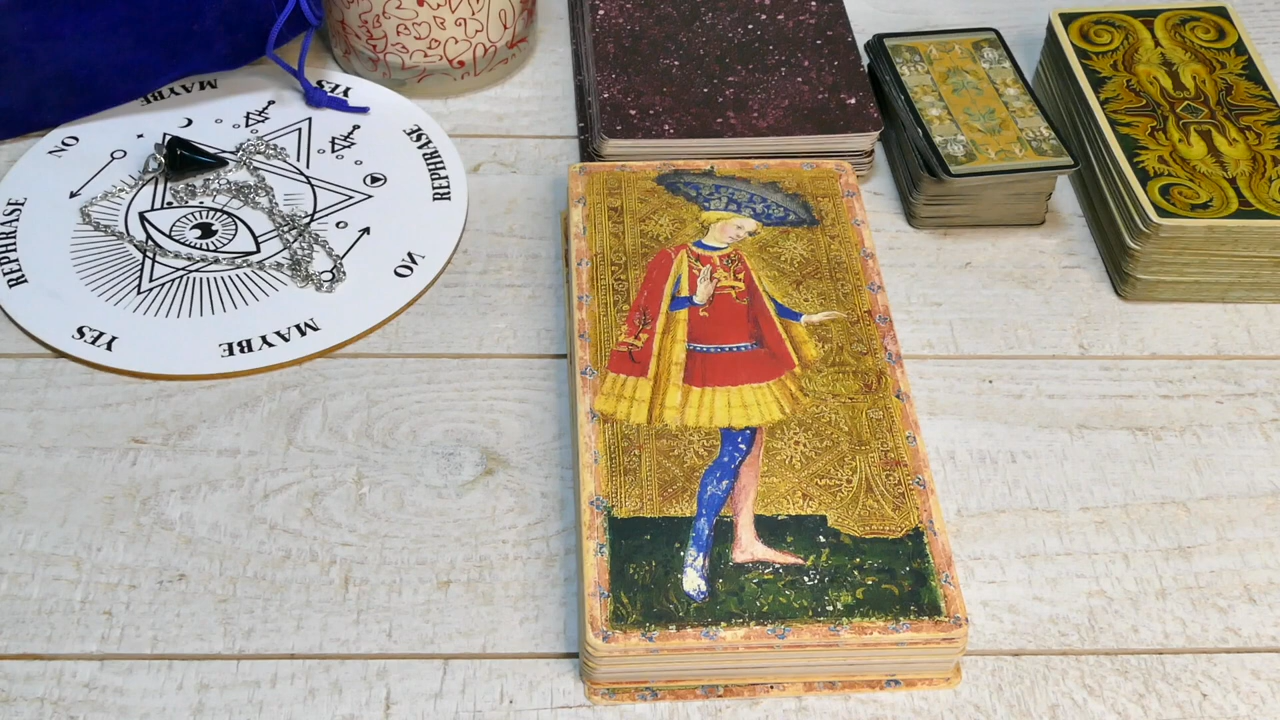 MAYBE
YES
NO
REPHRASE
REPHRASE
NO
YES
MAYBE